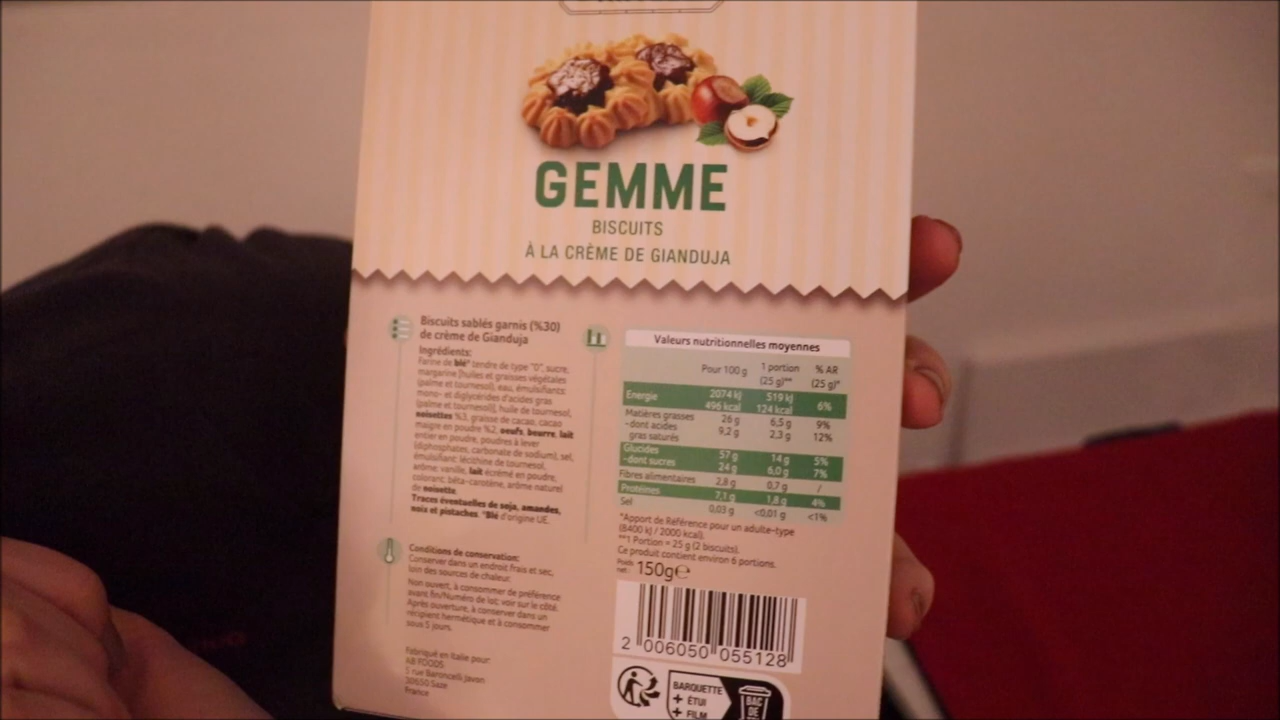 GEMME
BISCUITS
À LA CRÈME DE GIANDUJA
Biscuits sablés garnis (%30)
de crème de Gianduja
Ingrédients:
Farine de blé* tendre de type "0", sucre,
margarine [huiles et graisses végétales
(palme et tournesol), eau, émulsifiants:
mono- et diglycérides d'acides gras
(palme et tournesol)], huile de tournesol,
noisettes %3, graisse de cacao, cacao
maigre en poudre %2, oeufs, beurre, lait
entier en poudre, poudres à lever
(diphosphates, carbonate de sodium), sel,
émulsifiant: lécithine de tournesol,
arôme: vanille, lait écrémé en poudre,
colorant: bêta-carotène, arôme naturel
de noisette.
Traces éventuelles de soja, amandes,
noix et pistaches. *Blé d'origine UE.
Conditions de conservation:
Conserver dans un endroit frais et sec,
loin des sources de chaleur.
Non ouvert, à consommer de préférence
avant fin/Numéro de lot: voir sur le côté.
Après ouverture, à conserver dans un
récipient hermétique et à consommer
sous 5 jours.
Fabriqué en Italie pour:
AB FOODS
5 rue Baroncelli Javon
30650 Saze
France
Valeurs nutritionnelles moyennes
Pour 100 g 1 portion (25 g)** % AR (25 g)*
Energie 2074 kJ 519 kJ 6%
496 kcal 124 kcal
Matières grasses 26 g 6,5 g 9%
-dont acides gras saturés 9,2 g 2,3 g 12%
Glucides 57 g 14 g 5%
-dont sucres 24 g 6,0 g 7%
Fibres alimentaires 2,8 g 0,7 g /
Protéines 7,1 g 1,8 g 4%
Sel 0,03 g <0,01 g <1%
*Apport de Référence pour un adulte-type
(8400 kJ / 2000 kcal).
**1 Portion = 25 g (2 biscuits).
Ce produit contient environ 6 portions.
Poids net: 150g e
2 006050 055128
BARQUETTE
+ ÉTUI
+ FILM
BAC
DE